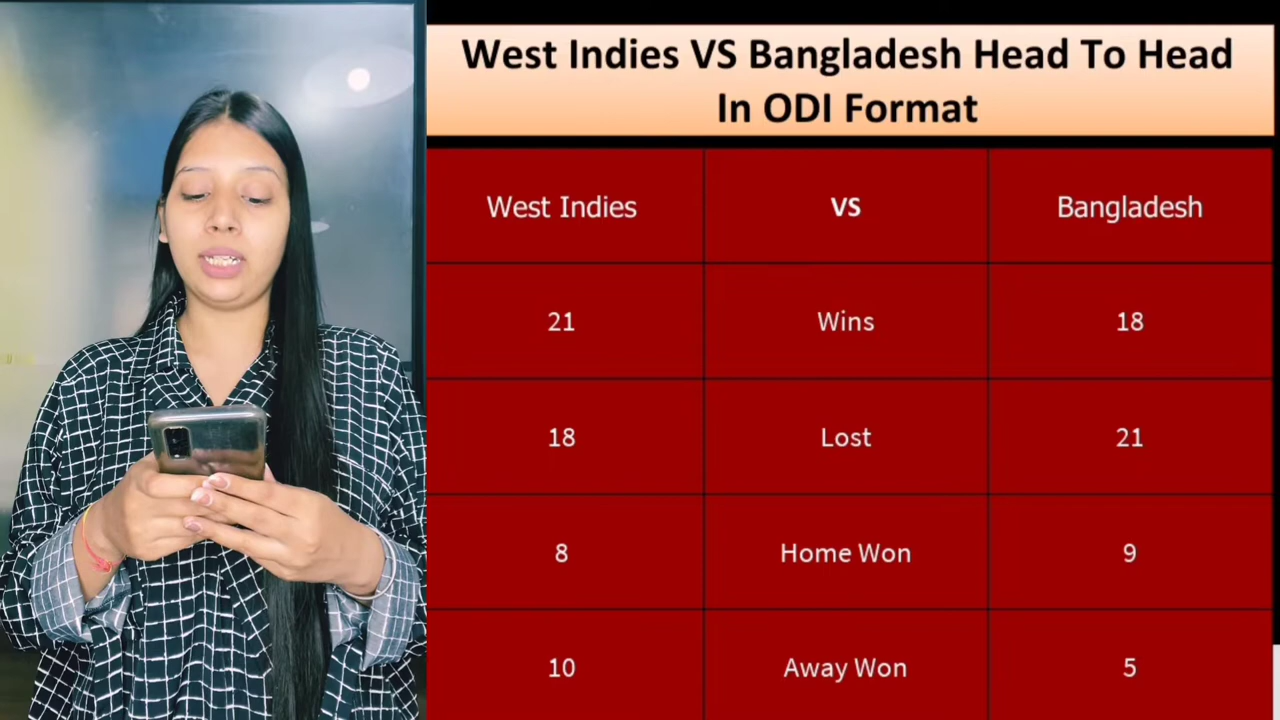 West Indies VS Bangladesh Head To Head
In ODI Format
West Indies VS Bangladesh
21 Wins 18
18 Lost 21
8 Home Won 9
10 Away Won 5